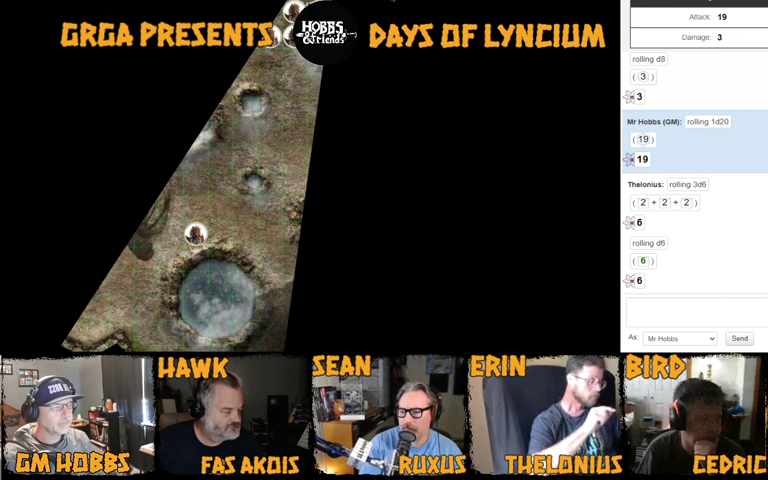 GRGA PRESENTS
HOBBS
& Friends
DAYS OF LYNCIUM
Attack: 19
Damage: 3
rolling d8
( 3 )
3
Mr Hobbs (GM): rolling 1d20
( 19 )
19
Thelonius: rolling 3d6
( 2 + 2 + 2 )
6
rolling d6
( 6 )
6
As: Mr Hobbs Send
HAWK
SEAN
ERIN
BIRD
GM HOBBS
FAS AKOIS
RUXUS
THELONIUS
CEDRIC